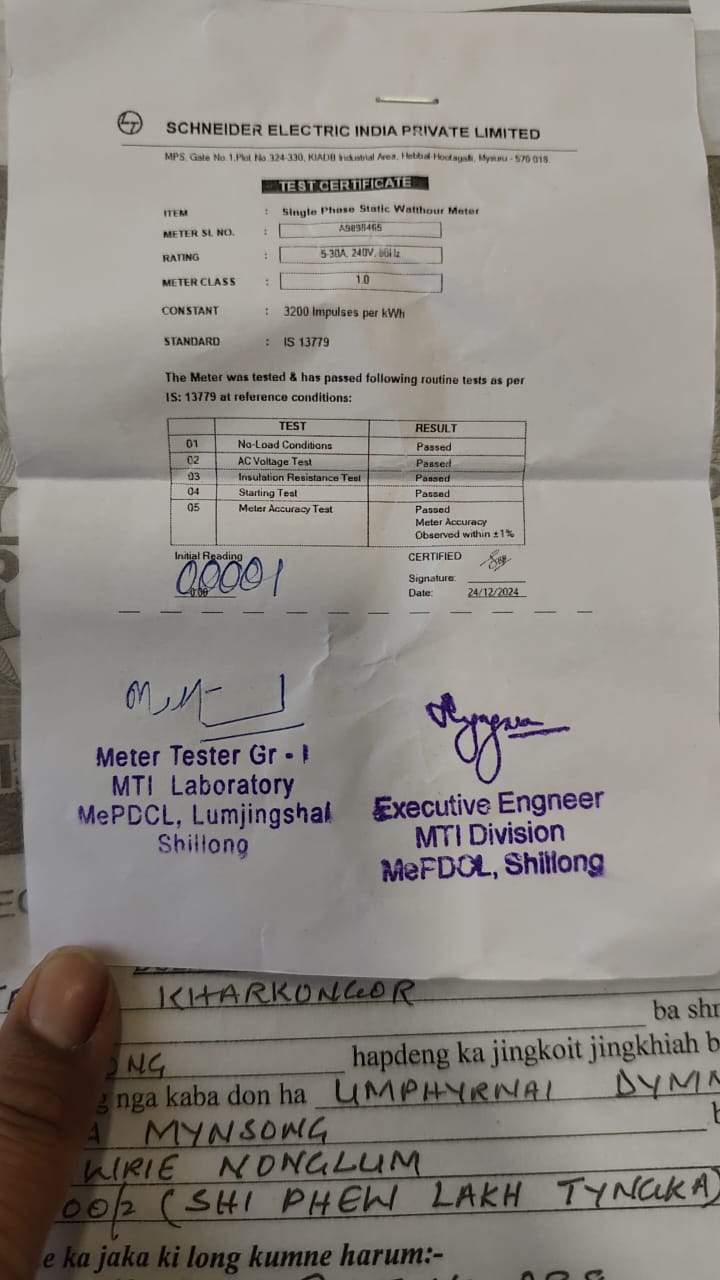 SCHNEIDER ELECTRIC INDIA PRIVATE LIMITED
MPS, Gate No.1,Plot No.324-330, KIADB Industrial Area, Hebbal-Hootagalli, Mysuru - 570 018.
TEST CERTIFICATE
ITEM : Single Phase Static Watthour Meter
METER SL NO. : A9898465
RATING : 5-30A, 240V, 50Hz
METER CLASS : 1.0
CONSTANT : 3200 Impulses per kWh
STANDARD : IS 13779
The Meter was tested & has passed following routine tests as per
IS: 13779 at reference conditions:
TEST RESULT
01 No-Load Conditions Passed
02 AC Voltage Test Passed
03 Insulation Resistance Test Passed
04 Starting Test Passed
05 Meter Accuracy Test Passed
Meter Accuracy
Observed within ±1%
Initial Reading CERTIFIED
00001
Signature:
Date: 24/12/2024
Meter Tester Gr - I
MTI Laboratory
MePDCL, Lumjingshai
Shillong
Executive Engneer
MTI Division
MePDCL, Shillong
KHARKONGOR
ba shr
ONG hapdeng ka jingkoit jingkhiah b
nga kaba don ha UMPHYRNAI
MYNSONG
NONGLUM
00/2 (SHI PHEW LAKH TYNGKA)
e ka jaka ki long kumne harum:-